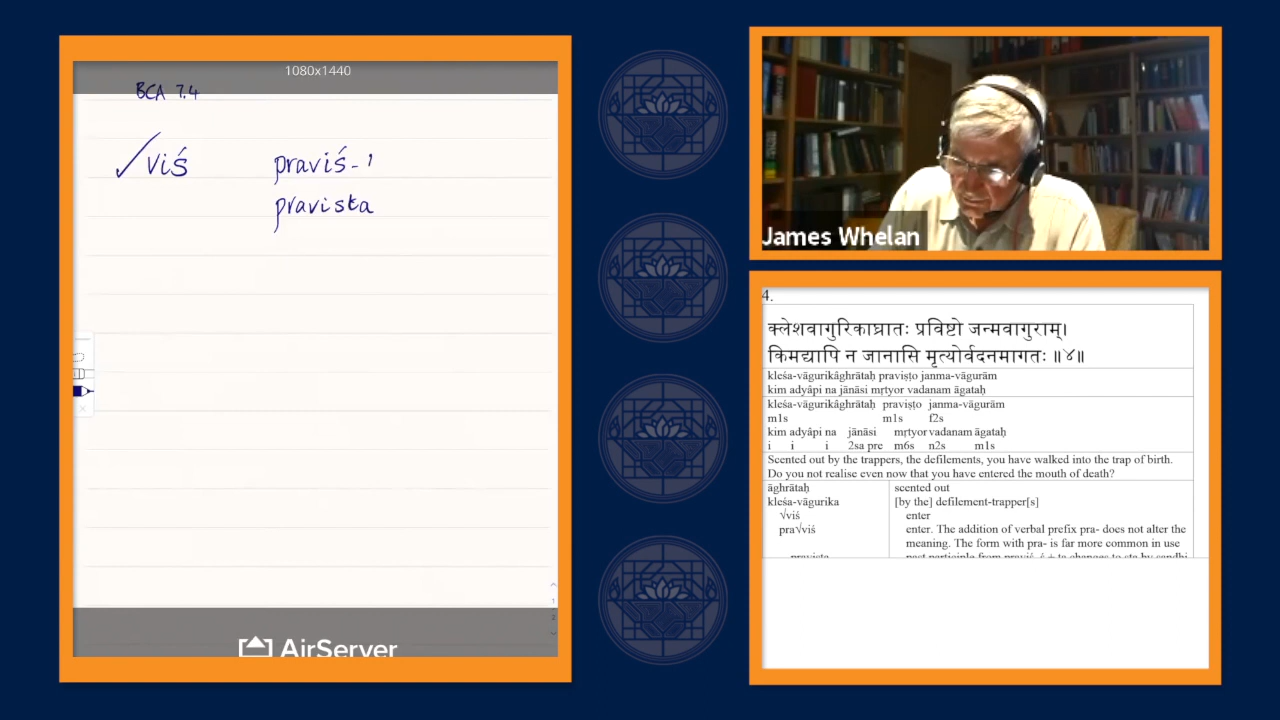 1080x1440
BCA 7.4
√viś praviś-
pravista
AirServer
James Whelan
4.
क्लेशवागुरिकाघ्रातः प्रविष्टो जन्मवागुराम्।
किमद्यापि न जानासि मृत्योर्वदनमागतः ॥४॥
kleśa-vāgurikâghrātaḥ praviṣṭo janma-vāgurām
kim adyâpi na jānāsi mṛtyor vadanam āgataḥ
kleśa-vāgurikâghrātaḥ praviṣṭo janma-vāgurām
m1s m1s f2s
kim adyâpi na jānāsi mṛtyor vadanam āgataḥ
i i i 2sa pre m6s n2s m1s
Scented out by the trappers, the defilements, you have walked into the trap of birth.
Do you not realise even now that you have entered the mouth of death?
āghrātaḥ scented out
kleśa-vāgurika [by the] defilement-trapper[s]
√viś enter
pra√viś enter. The addition of verbal prefix pra- does not alter the
meaning. The form with pra- is far more common in use